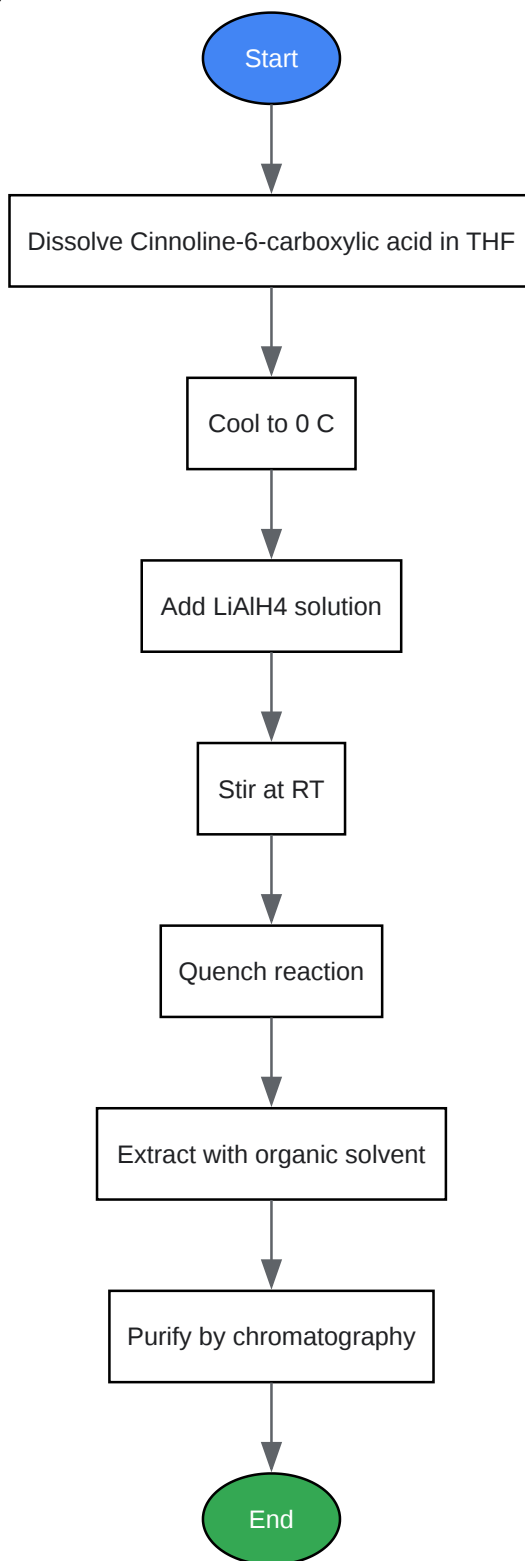 Start
Dissolve Cinnoline-6-carboxylic acid in THF
Cool to 0 C
Add LiAlH4 solution
Stir at RT
Quench reaction
Extract with organic solvent
Purify by chromatography
End